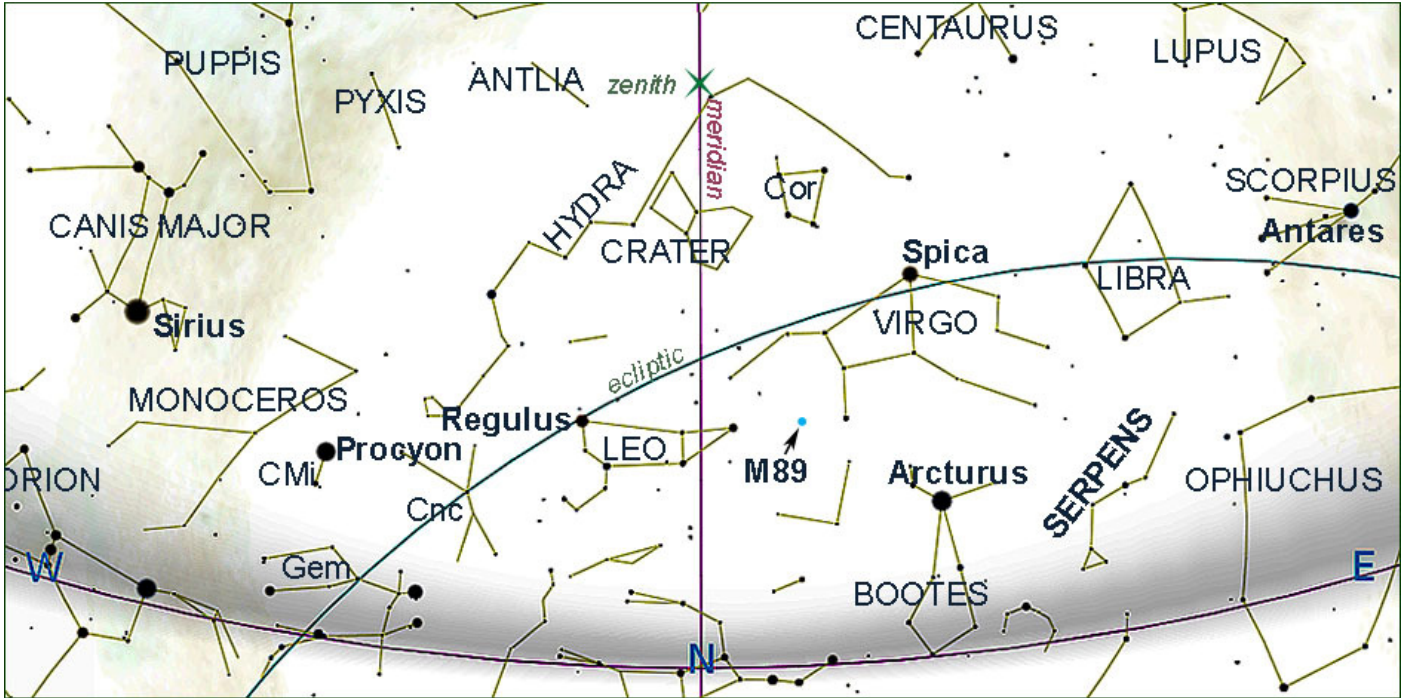 CENTAURUS
PUPPIS
LUPUS
ANTLIA
zenith
PYXIS
meridian
SCORPIUS
Cor
HYDRA
CANIS MAJOR
Antares
CRATER
Spica
LIBRA
Sirius
VIRGO
ecliptic
MONOCEROS
Regulus
Procyon
LEO
M89
Arcturus
SERPENS
ORION
CMi
OPHIUCHUS
Cnc
W
Gem
E
BOOTES
N